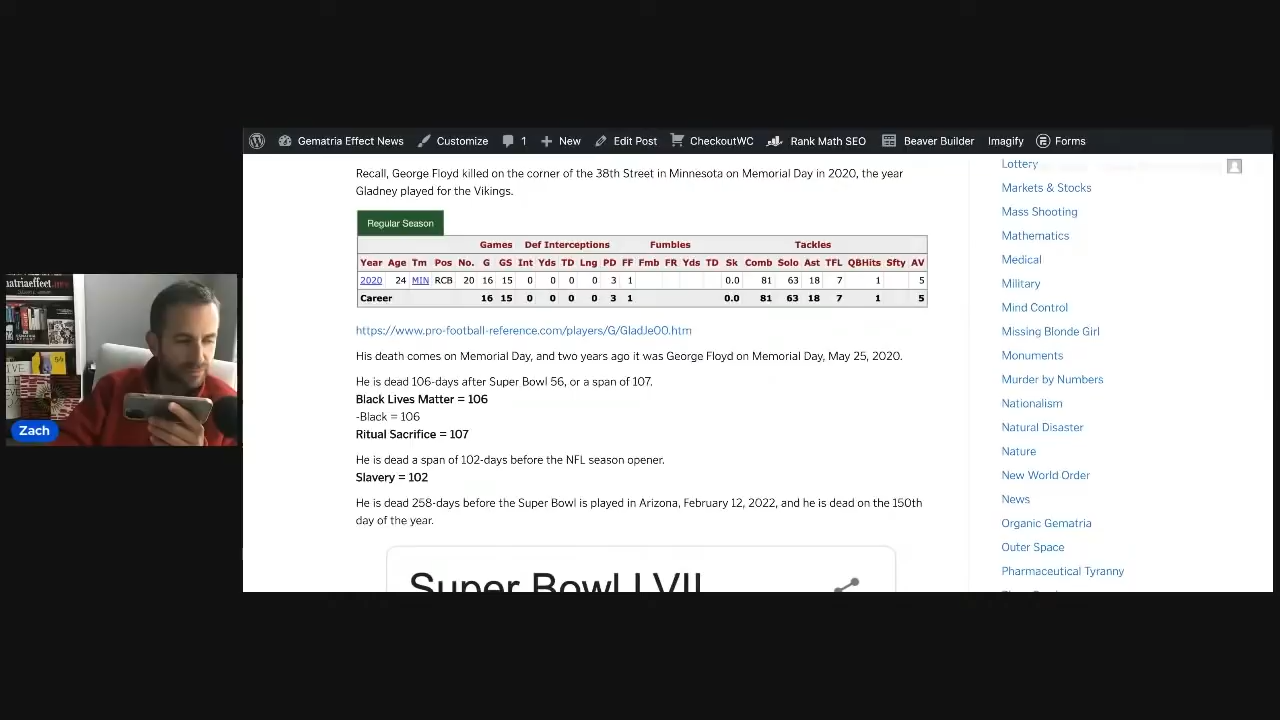 Gematria Effect News Customize 1 New Edit Post CheckoutWC Rank Math SEO Beaver Builder Imagify Forms
Recall, George Floyd killed on the corner of the 38th Street in Minnesota on Memorial Day in 2020, the year
Gladney played for the Vikings.
Regular Season
Games Def Interceptions Fumbles Tackles
Year Age Tm Pos No. G GS Int Yds TD Lng PD FF Fmb FR Yds TD Sk Comb Solo Ast TFL QBHits Sfty AV
2020 24 MIN RCB 20 16 15 0 0 0 0 3 1 0.0 81 63 18 7 1 5
Career 16 15 0 0 0 0 3 1 0.0 81 63 18 7 1 5
https://www.pro-football-reference.com/players/G/GladJe00.htm
His death comes on Memorial Day, and two years ago it was George Floyd on Memorial Day, May 25, 2020.
He is dead 106-days after Super Bowl 56, or a span of 107.
Black Lives Matter = 106
-Black = 106
Ritual Sacrifice = 107
He is dead a span of 102-days before the NFL season opener.
Slavery = 102
He is dead 258-days before the Super Bowl is played in Arizona, February 12, 2022, and he is dead on the 150th
day of the year.
Super Bowl LVII
Lottery
Markets & Stocks
Mass Shooting
Mathematics
Medical
Military
Mind Control
Missing Blonde Girl
Monuments
Murder by Numbers
Nationalism
Natural Disaster
Nature
New World Order
News
Organic Gematria
Outer Space
Pharmaceutical Tyranny
Zach